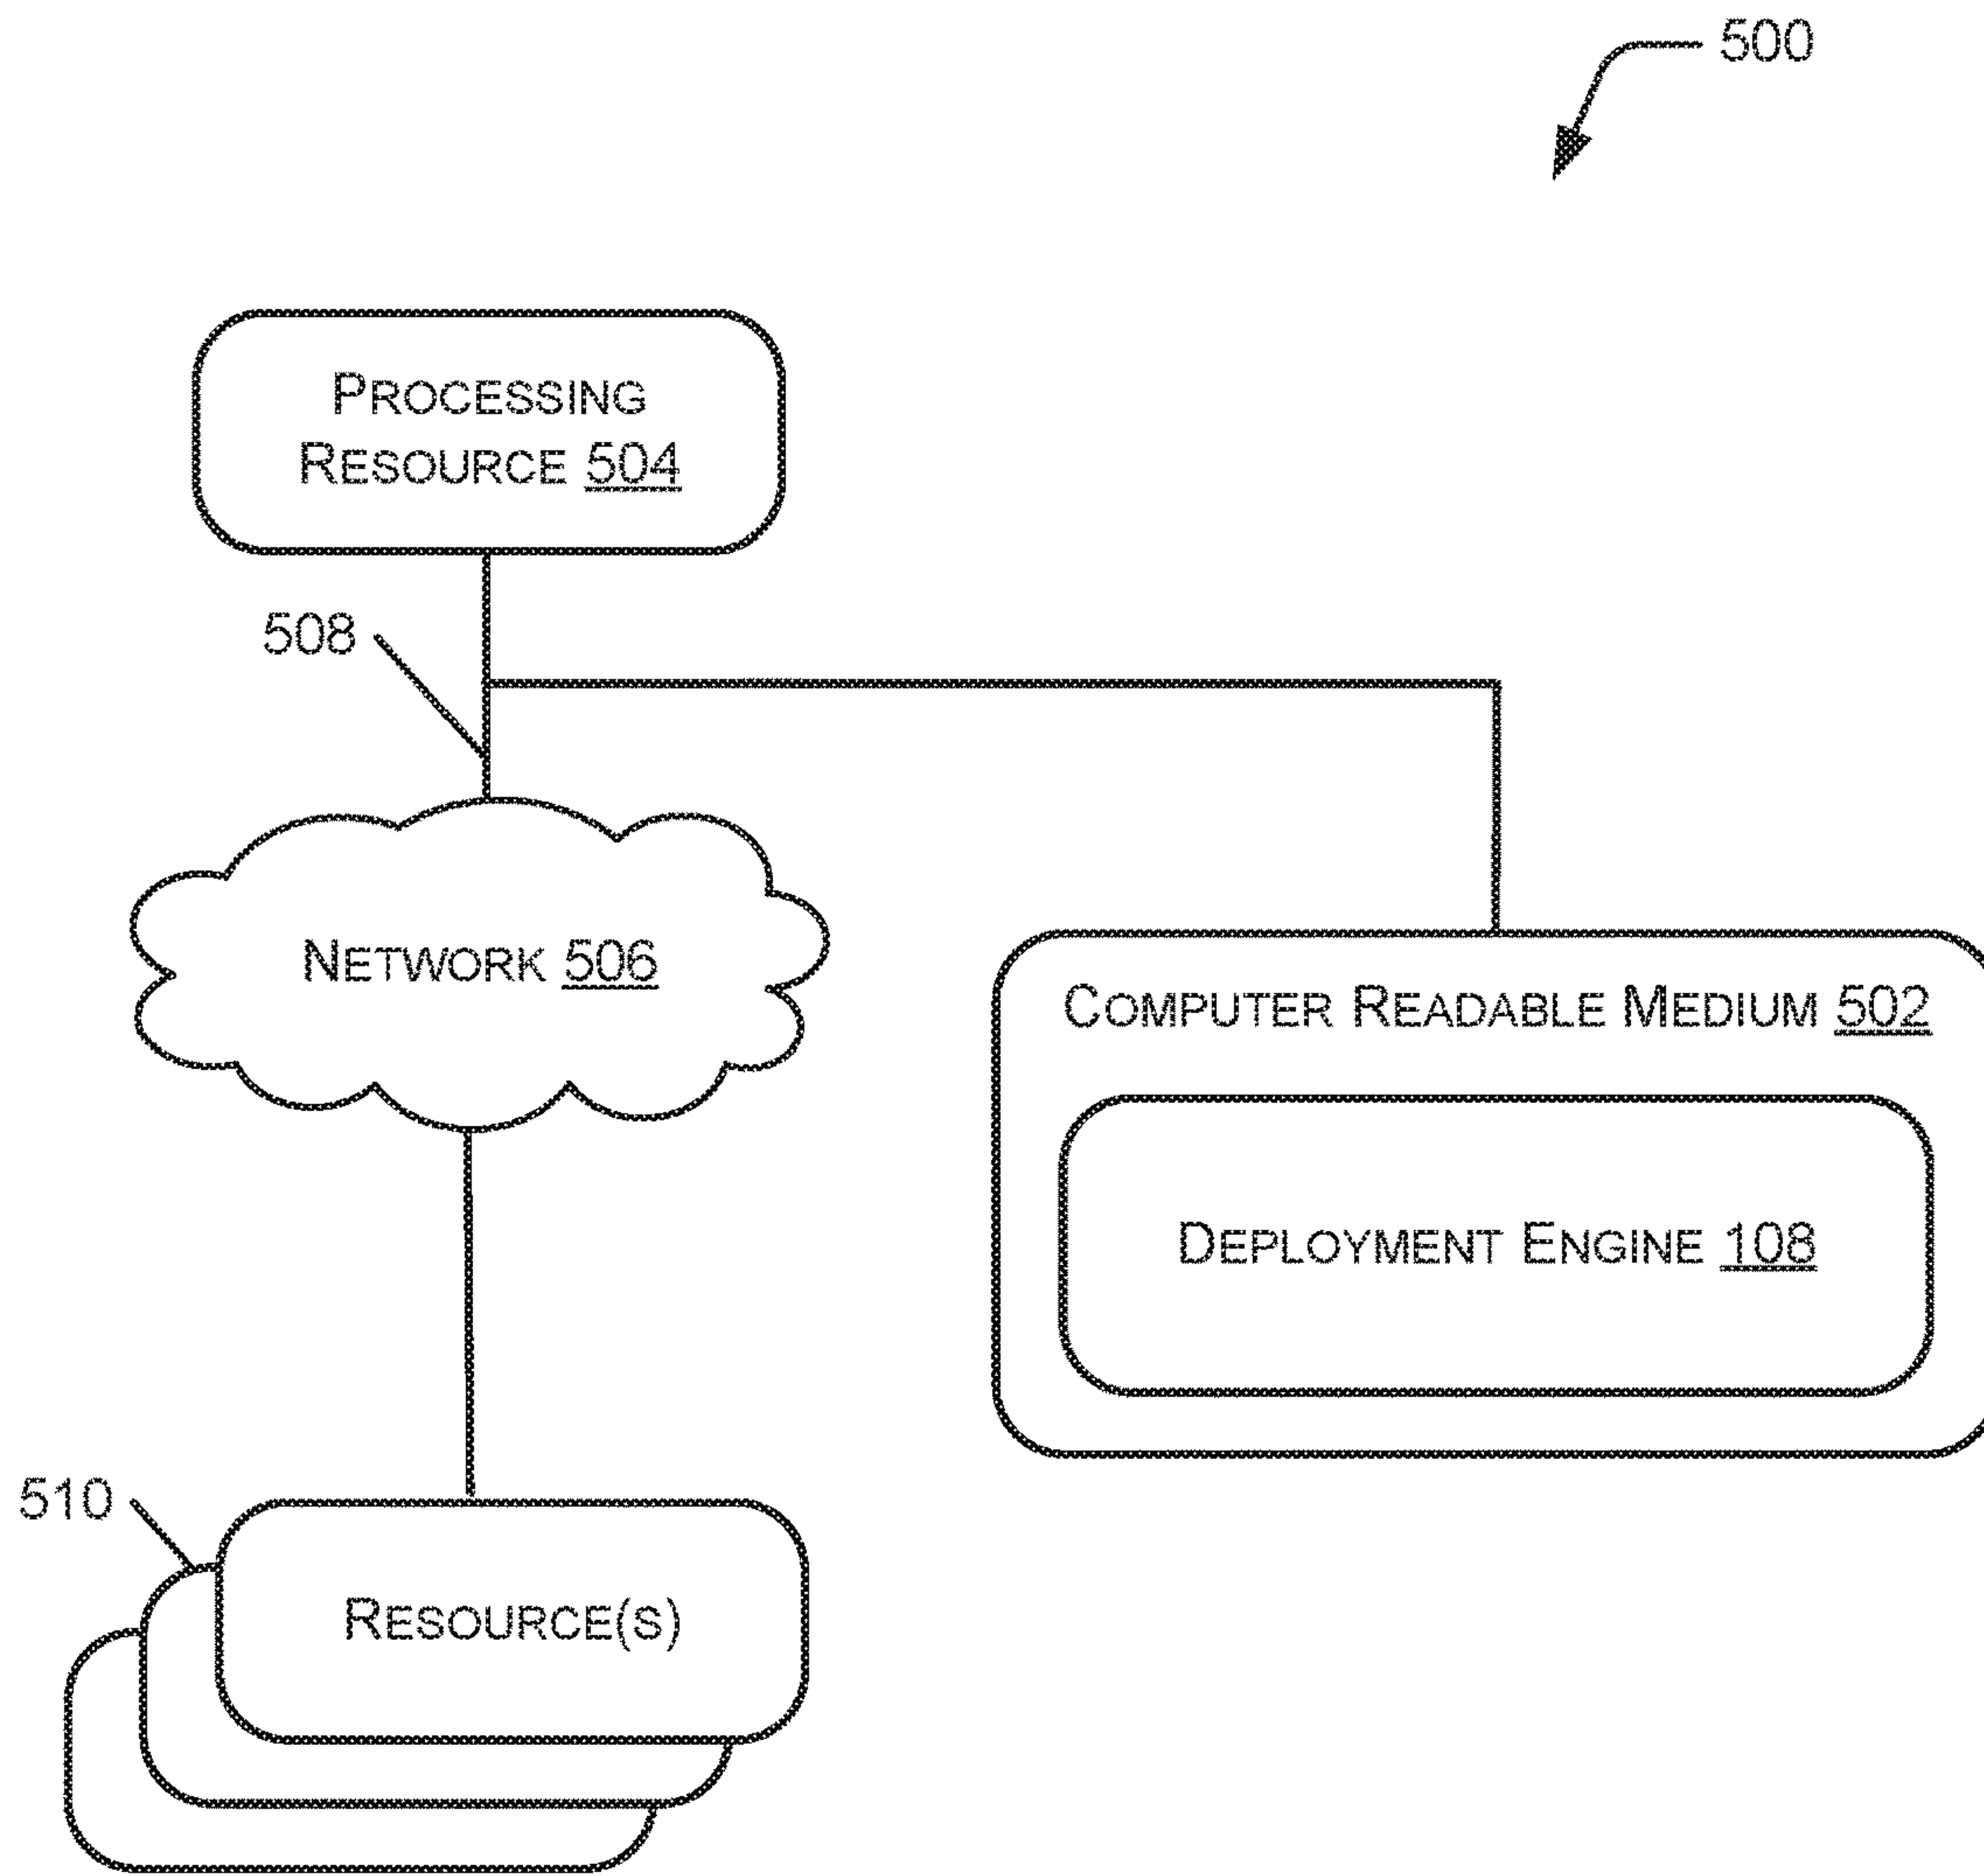 500
PROCESSING
RESOURCE 504
508
NETWORK 506
COMPUTER READABLE MEDIUM 502
DEPLOYMENT ENGINE 108
510
RESOURCE(S)